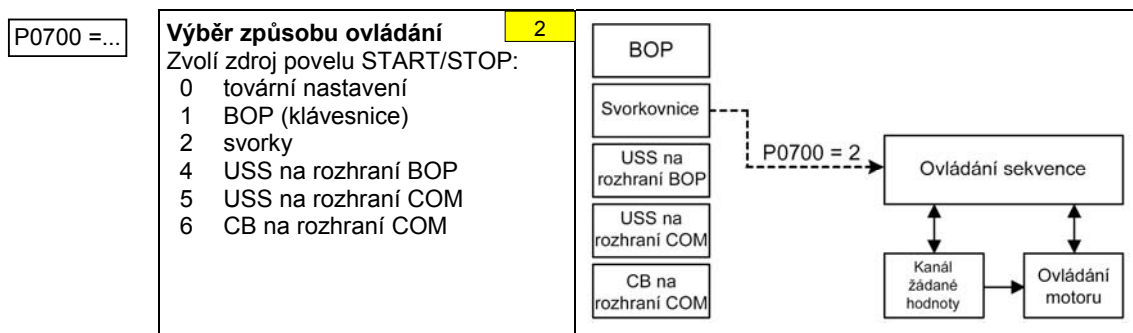 P0700 =...
Výběr způsobu ovládání 2
Zvolí zdroj povelu START/STOP:
0 tovární nastavení
1 BOP (klávesnice)
2 svorky
4 USS na rozhraní BOP
5 USS na rozhraní COM
6 CB na rozhraní COM
BOP
Svorkovnice
USS na
rozhraní BOP
USS na
rozhraní COM
CB na
rozhraní COM
P0700 = 2
Ovládání sekvence
Kanál
žádané
hodnoty
Ovládání
motoru